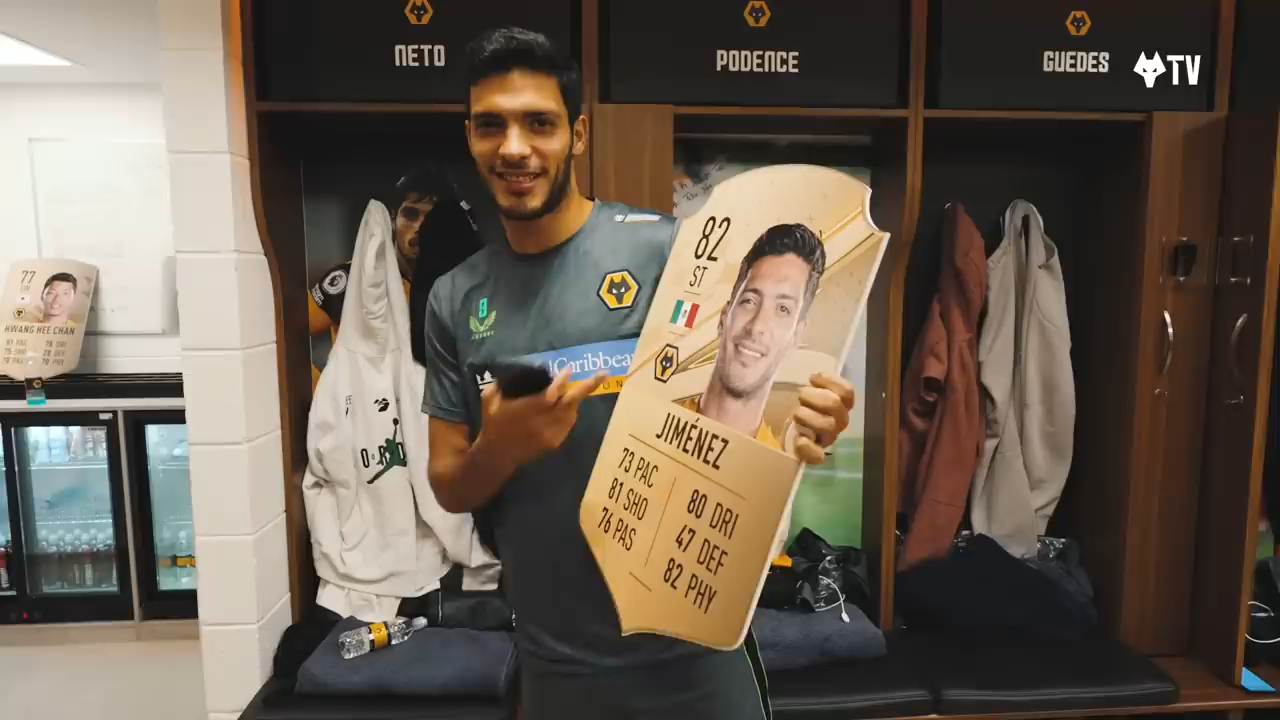 NETO
PODENCE
GUEDES
TV
82
ST
JIMÉNEZ
73 PAC
81 SHO
76 PAS
80 DRI
47 DEF
82 PHY
Caribbea
77
HWANG HEE CHAN